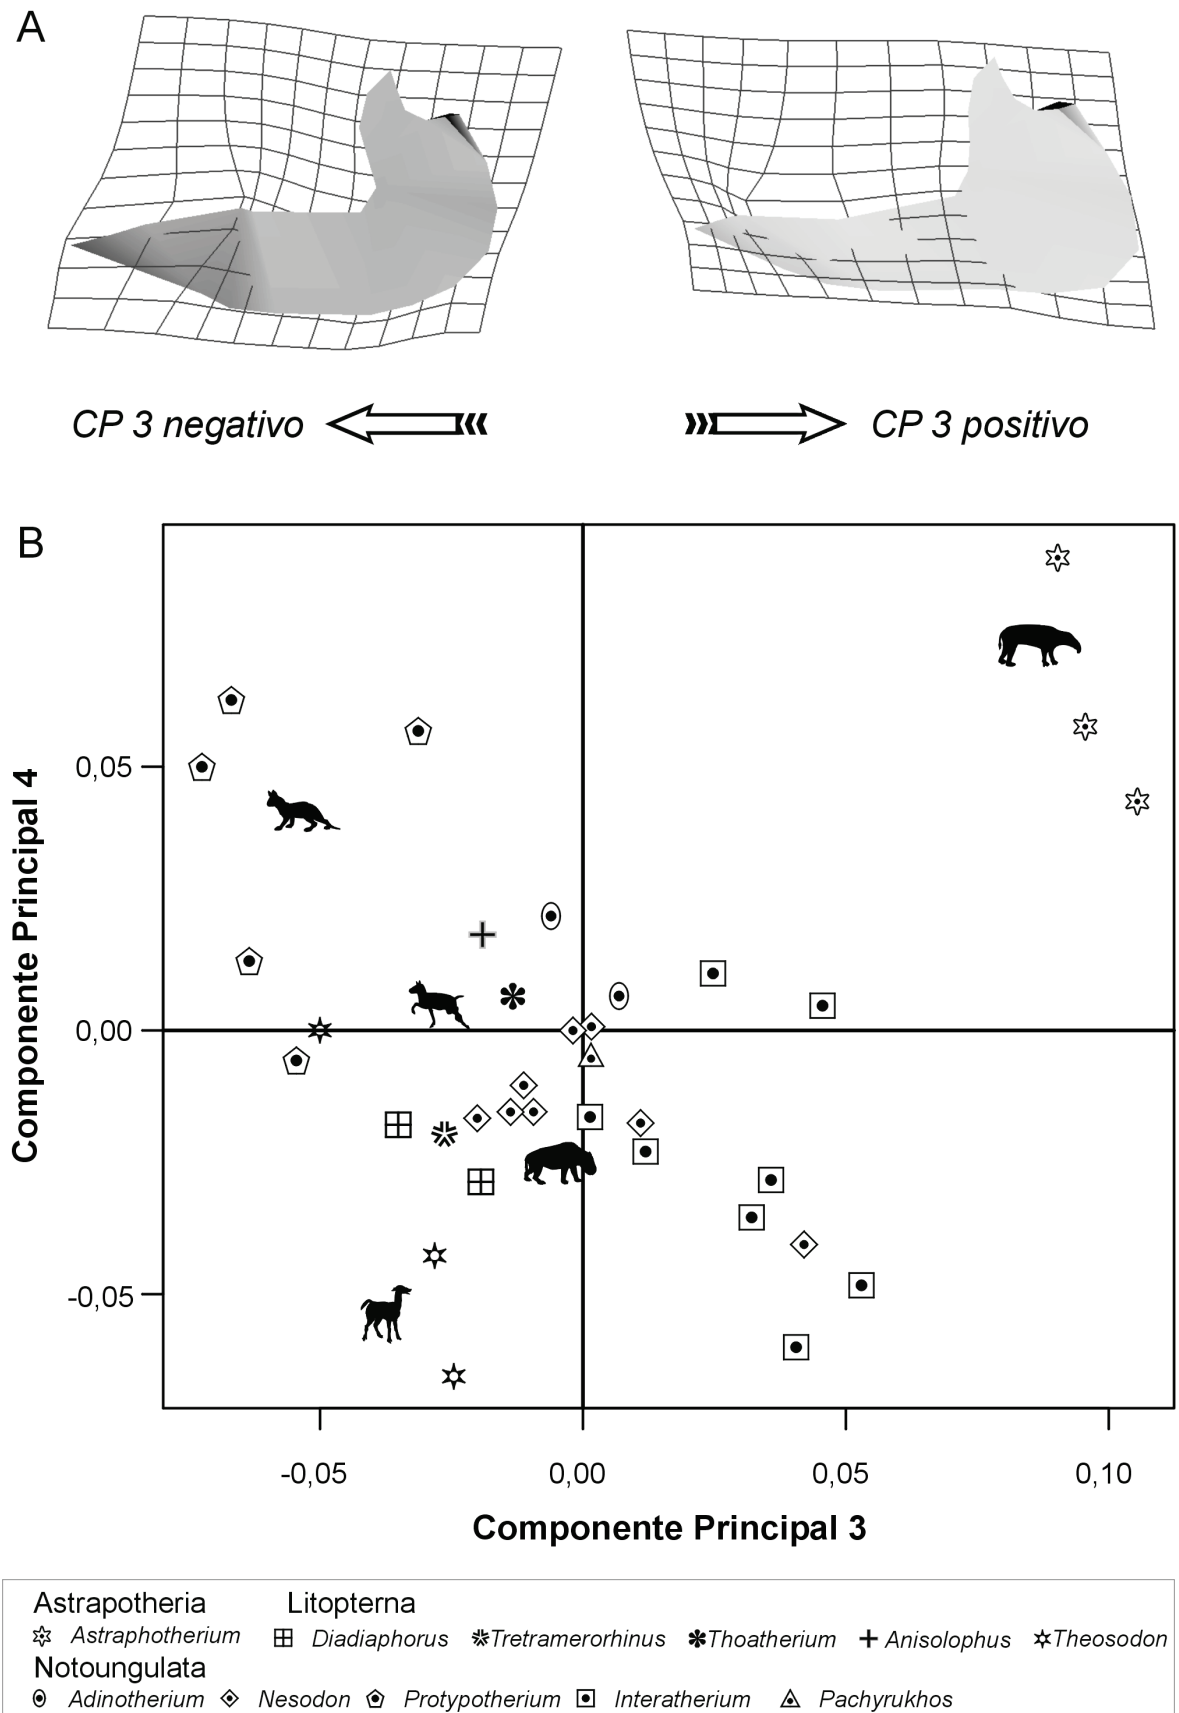 A
CP 3 negativo
CP 3 positivo
B
Componente Principal 4
0,05
0,00
-0,05
-0,05
0,00
0,05
0,10
Componente Principal 3
Astrapotheria Litopterna
Astraphotherium Diadiaphorus Tretramerorhinus Thoatherium Anisolophus Theosodon
Notoungulata
Adinotherium Nesodon Protypotherium Interatherium Pachyrukhos